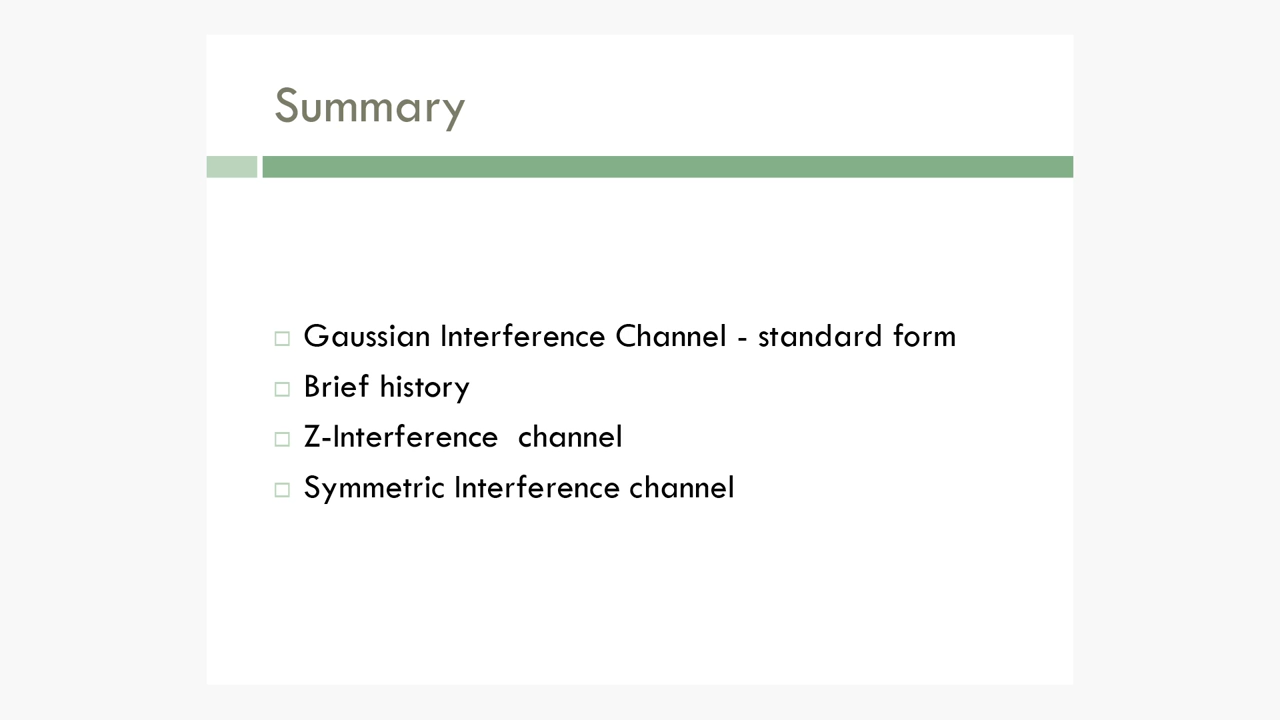 Summary
Gaussian Interference Channel - standard form
Brief history
Z-Interference  channel
Symmetric Interference channel